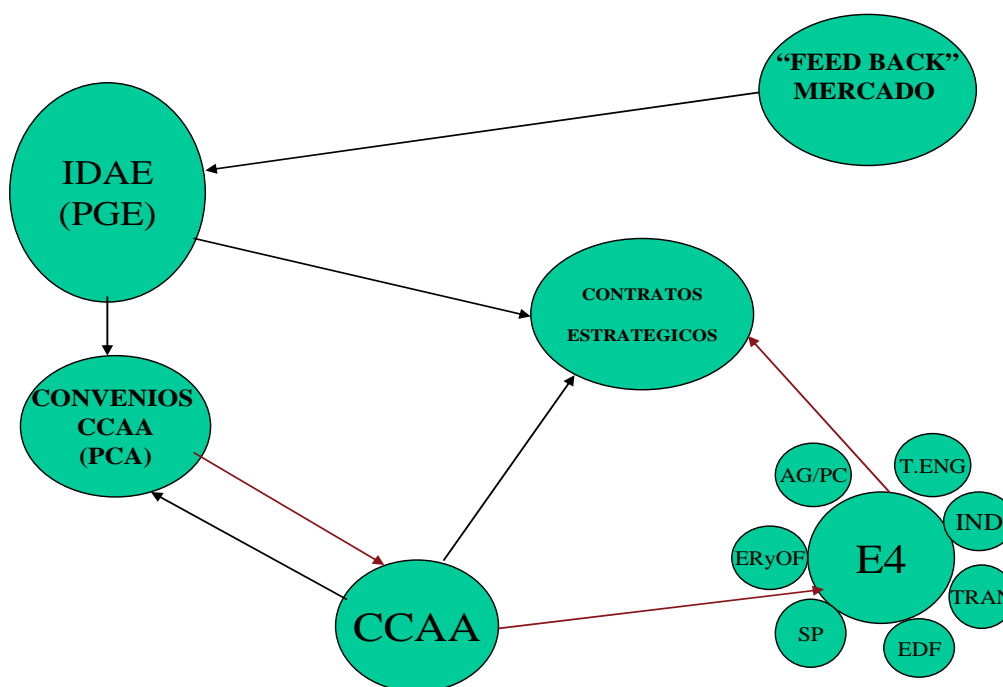 “FEED BACK”
MERCADO
IDAE
(PGE)
CONTRATOS
ESTRATEGICOS
CONVENIOS
CCAA
(PCA)
AG/PC
T.ENG
IND
ERyOF
E4
TRAN
SP
EDF
CCAA